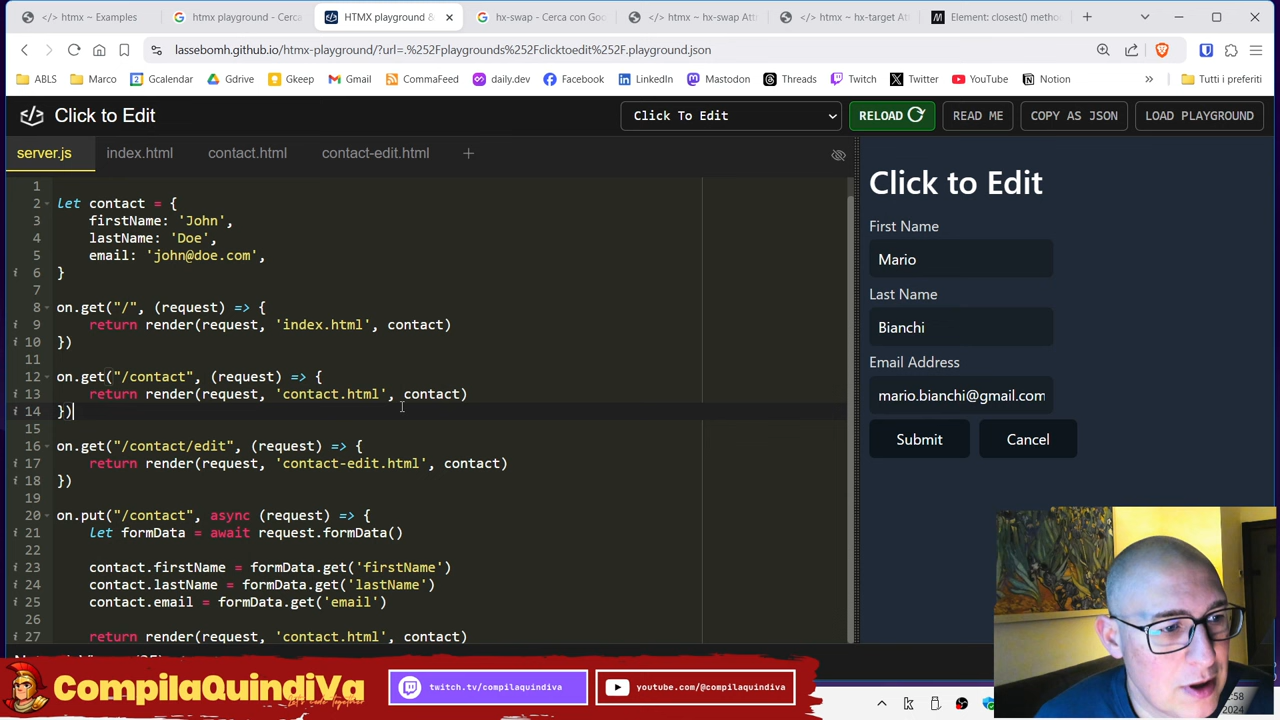 </> htmx ~ Examples
htmx playground - Cerca
HTMX playground &
hx-swap - Cerca con Goo
</> htmx ~ hx-swap Att
</> htmx ~ hx-target At
Element: closest() metho
lassebomh.github.io/htmx-playground/?url=.%252Fplaygrounds%252Fclicktoedit%252F.playground.json
ABLS
Marco
Gcalendar
Gdrive
Gkeep
Gmail
CommaFeed
daily.dev
Facebook
LinkedIn
Mastodon
Threads
Twitch
Twitter
YouTube
Notion
Tutti i preferiti
Click to Edit
Click To Edit
RELOAD
READ ME
COPY AS JSON
LOAD PLAYGROUND
server.js
index.html
contact.html
contact-edit.html
1
2 let contact = {
3 firstName: 'John',
4 lastName: 'Doe',
5 email: 'john@doe.com',
6 }
7
8 on.get("/", (request) => {
9 return render(request, 'index.html', contact)
10 })
11
12 on.get("/contact", (request) => {
13 return render(request, 'contact.html', contact)
14 })
15
16 on.get("/contact/edit", (request) => {
17 return render(request, 'contact-edit.html', contact)
18 })
19
20 on.put("/contact", async (request) => {
21 let formData = await request.formData()
22
23 contact.firstName = formData.get('firstName')
24 contact.lastName = formData.get('lastName')
25 contact.email = formData.get('email')
26
27 return render(request, 'contact.html', contact)
Click to Edit
First Name
Mario
Last Name
Bianchi
Email Address
mario.bianchi@gmail.com
Submit
Cancel
CompilaQuindiVa
Let's Code Together
twitch.tv/compilaquindiva
youtube.com/@compilaquindiva
:58
2024